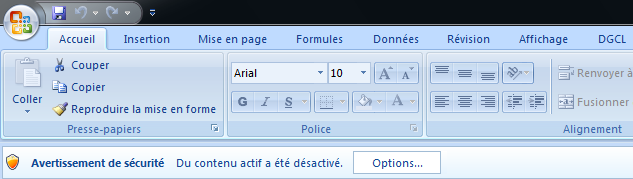 Accueil Insertion Mise en page Formules Données Révision Affichage DGCL
Couper
Copier
Coller
Reproduire la mise en forme
Arial 10 A A
G I S A
Renvoyer à
Fusionner
Presse-papiers Police Alignement
Avertissement de sécurité Du contenu actif a été désactivé. Options...